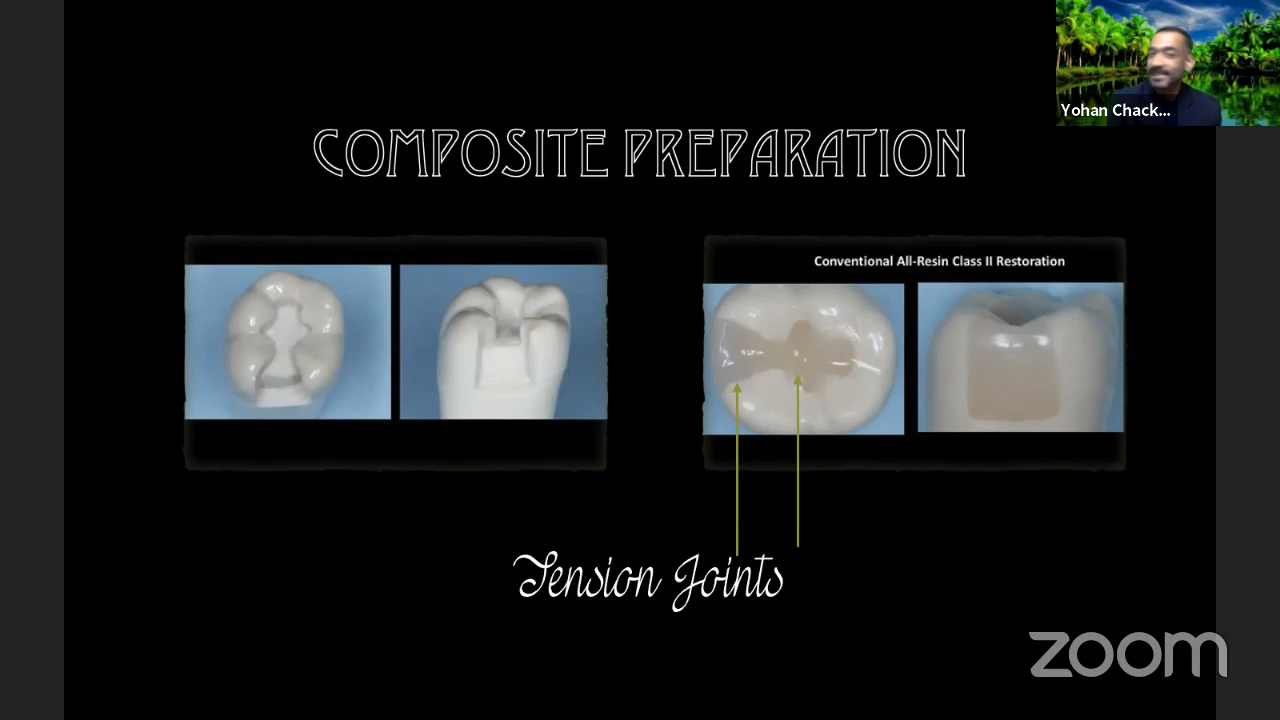 Yohan Chack...
COMPOSITE PREPARATION
Conventional All-Resin Class II Restoration
Tension Joints
zoom